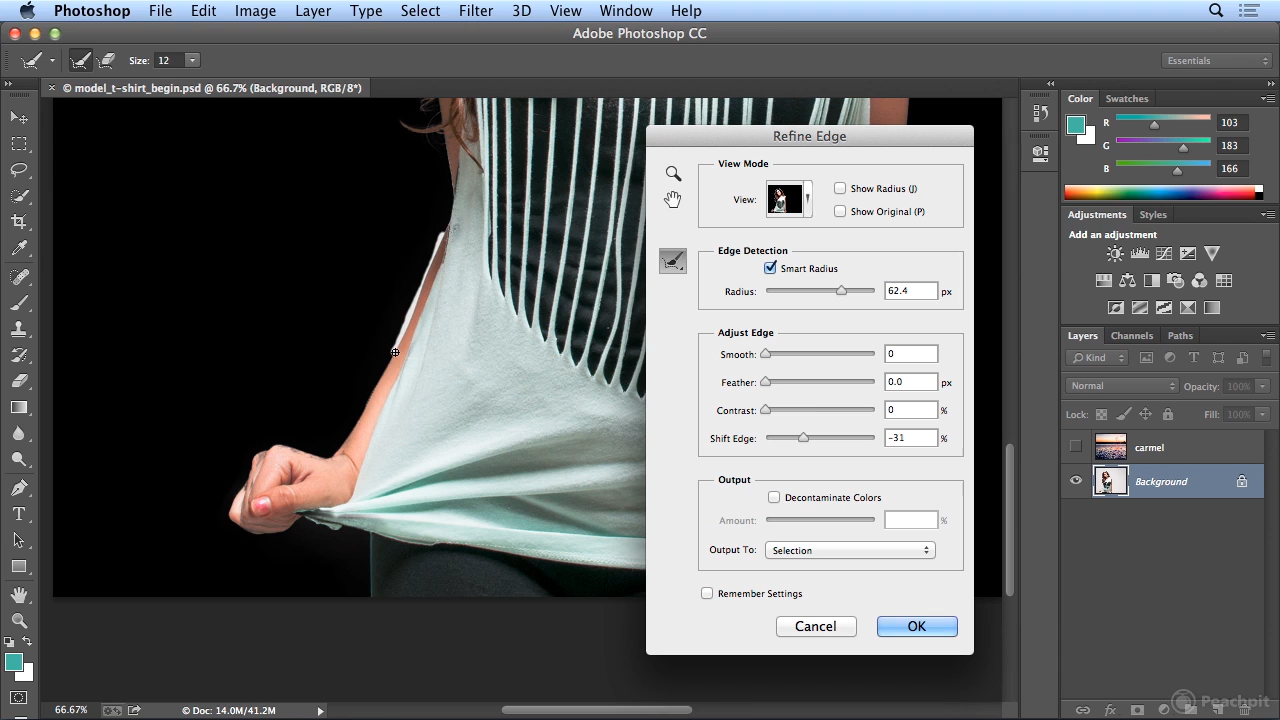 Photoshop File Edit Image Layer Type Select Filter 3D View Window Help
Adobe Photoshop CC
Size: 12
Essentials
× © model_t-shirt_begin.psd @ 66.7% (Background, RGB/8*)
Refine Edge
View Mode
View:
Show Radius (J)
Show Original (P)
Edge Detection
Smart Radius
Radius: 62.4 px
Adjust Edge
Smooth: 0
Feather: 0.0 px
Contrast: 0 %
Shift Edge: -31 %
Output
Decontaminate Colors
Amount: %
Output To: Selection
Remember Settings
Cancel OK
Color Swatches
R 103
G 183
B 166
Adjustments Styles
Add an adjustment
Layers Channels Paths
Kind
Normal Opacity: 100%
Lock: Fill: 100%
carmel
Background
fx
66.67% © Doc: 14.0M/41.2M
Peachpit